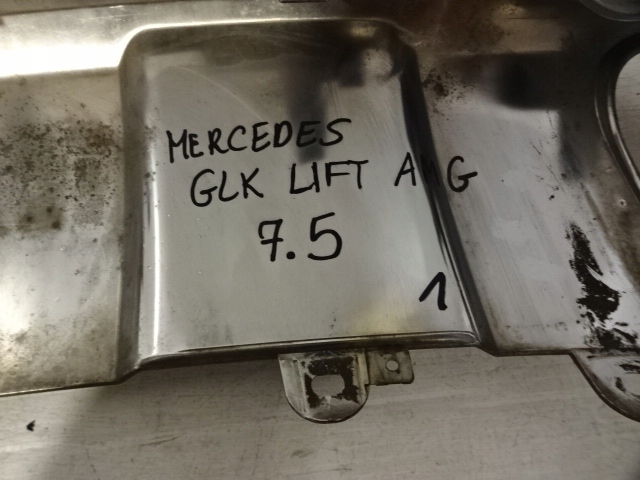 MERCEDES
GLK LIFT AMG
7.5
1